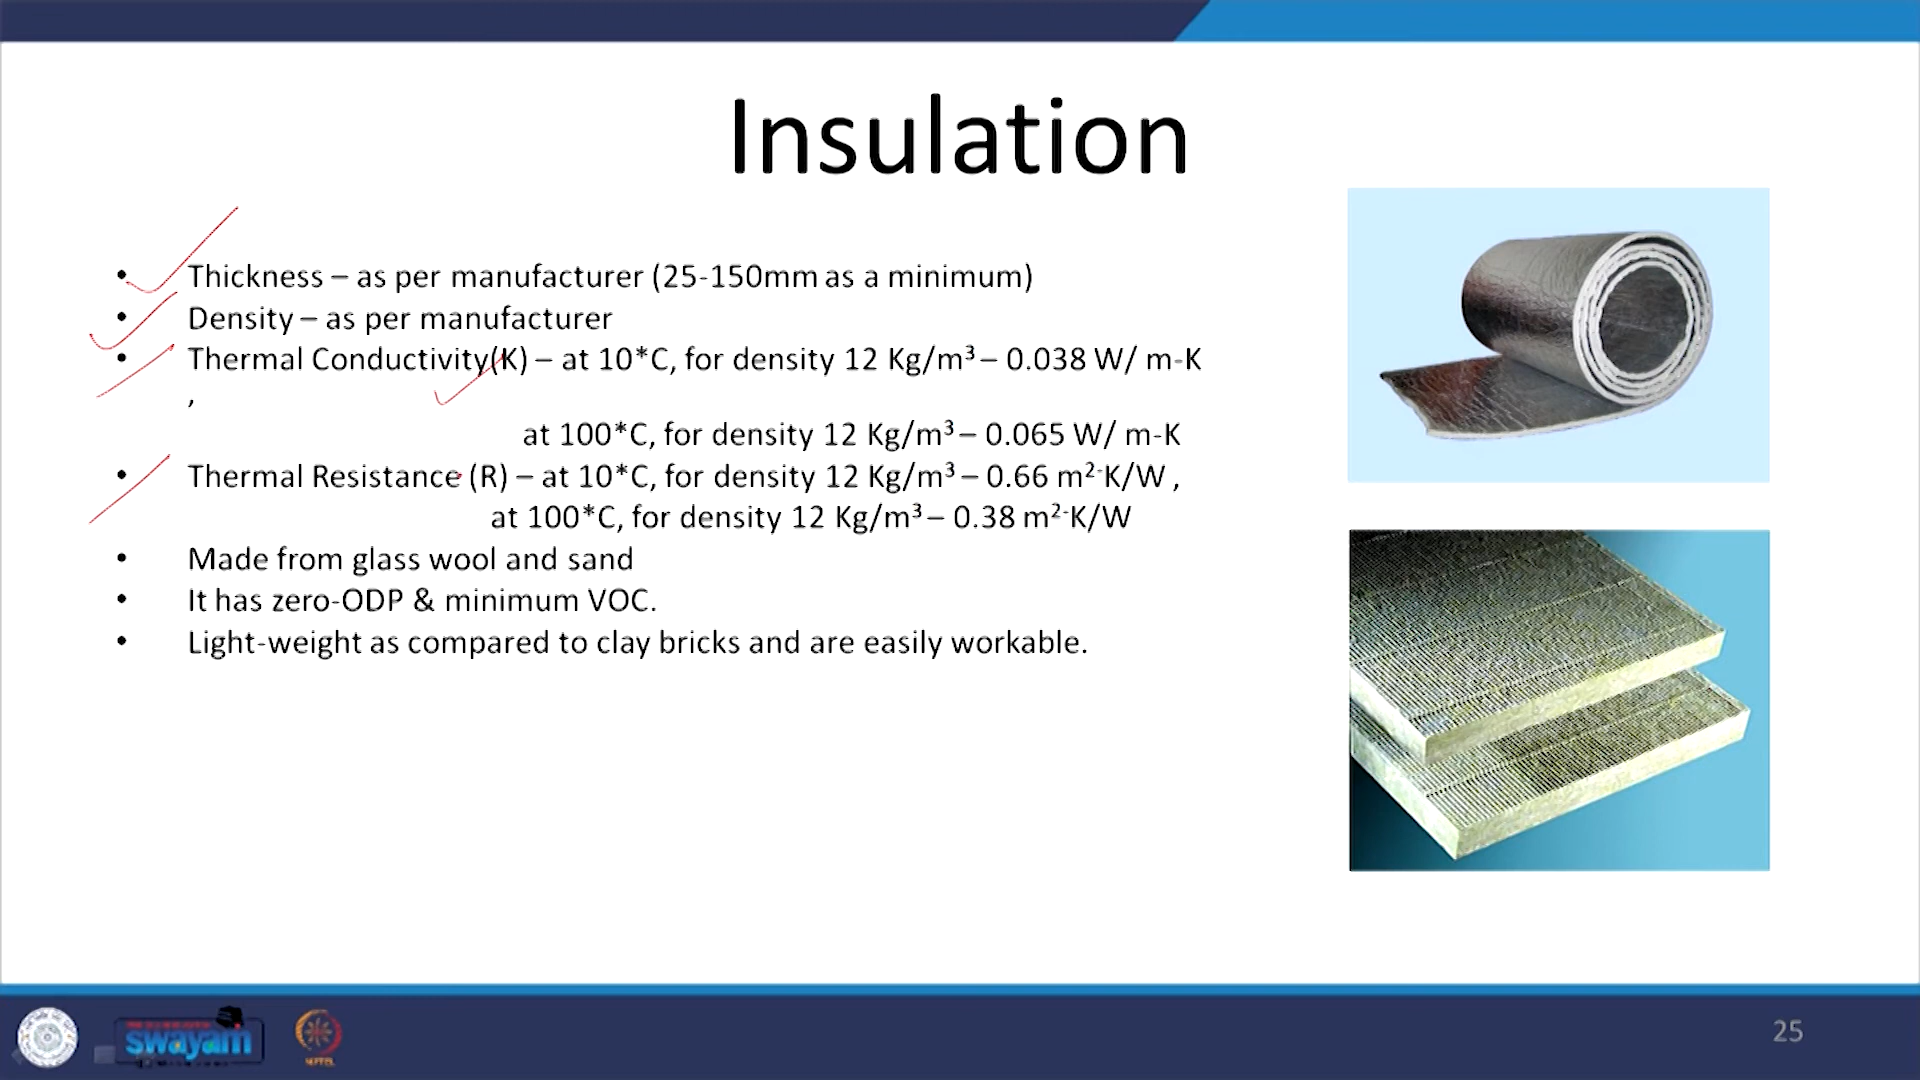 Insulation
• Thickness – as per manufacturer (25-150mm as a minimum)
• Density – as per manufacturer
• Thermal Conductivity(K) – at 10*C, for density 12 Kg/m³ – 0.038 W/ m-K
,
at 100*C, for density 12 Kg/m³ – 0.065 W/ m-K
• Thermal Resistance (R) – at 10*C, for density 12 Kg/m³ – 0.66 m²-K/W ,
at 100*C, for density 12 Kg/m³ – 0.38 m²-K/W
• Made from glass wool and sand
• It has zero-ODP & minimum VOC.
• Light-weight as compared to clay bricks and are easily workable.
swayam
25